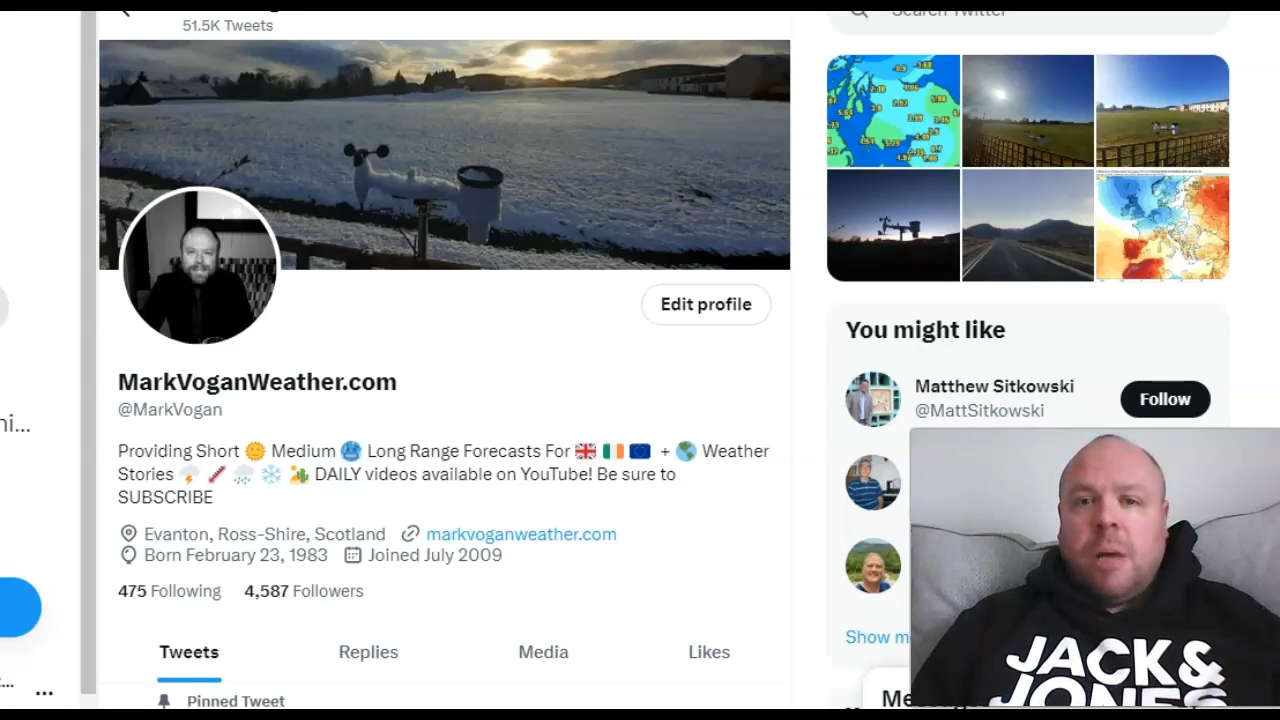 51.5K Tweets
Search Twitter
Edit profile
MarkVoganWeather.com
@MarkVogan
Providing Short 🌞 Medium 🥶 Long Range Forecasts For 🇬🇧 🇮🇪 🇪🇺 + 🌎 Weather
Stories 🌩️ 🌡️ 🌧️ ❄️ 🏜️ DAILY videos available on YouTube! Be sure to
SUBSCRIBE
Evanton, Ross-Shire, Scotland markvoganweather.com
Born February 23, 1983 Joined July 2009
475 Following 4,587 Followers
Tweets Replies Media Likes
Pinned Tweet
You might like
Matthew Sitkowski
@MattSitkowski
Follow
Show
JACK&
JONES